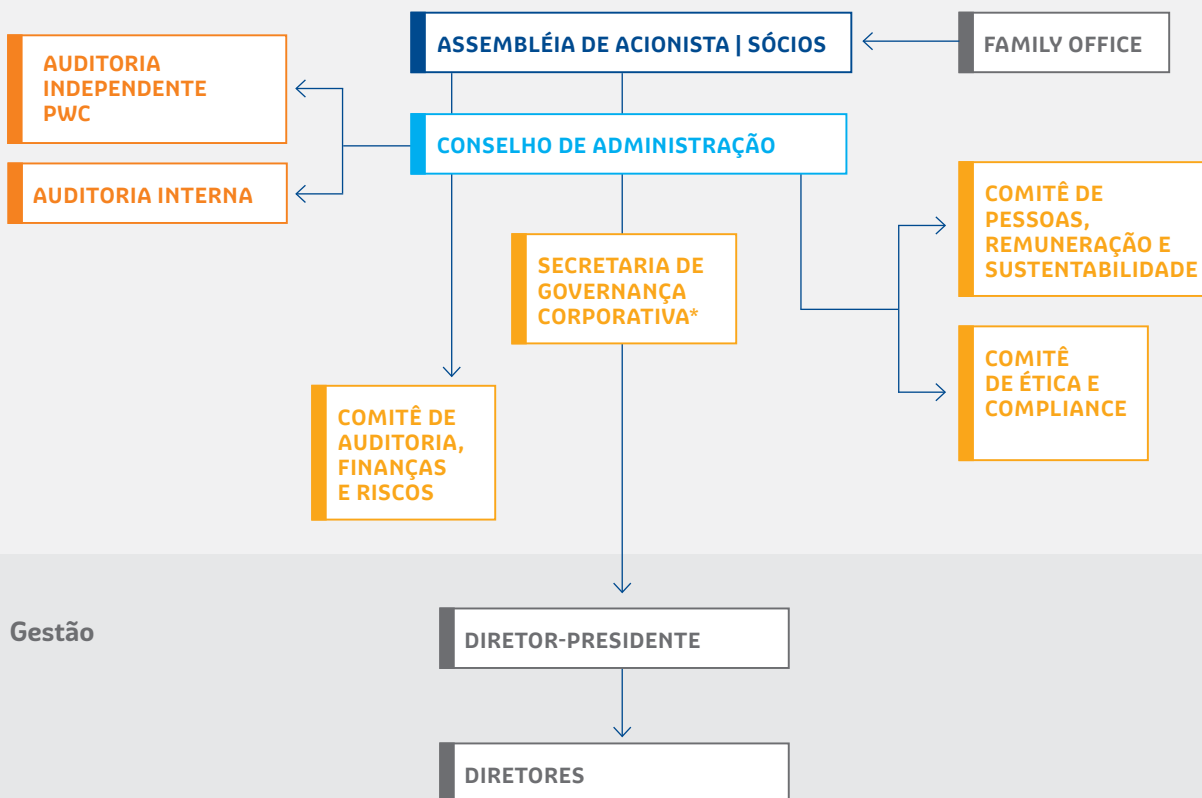 ASSEMBLÉIA DE ACIONISTA | SÓCIOS
FAMILY OFFICE
AUDITORIA
INDEPENDENTE
PWC
CONSELHO DE ADMINISTRAÇÃO
AUDITORIA INTERNA
COMITÊ DE
PESSOAS,
REMUNERAÇÃO E
SUSTENTABILIDADE
SECRETARIA DE
GOVERNANÇA
CORPORATIVA*
COMITÊ
DE ÉTICA E
COMPLIANCE
COMITÊ DE
AUDITORIA,
FINANÇAS
E RISCOS
Gestão
DIRETOR-PRESIDENTE
DIRETORES